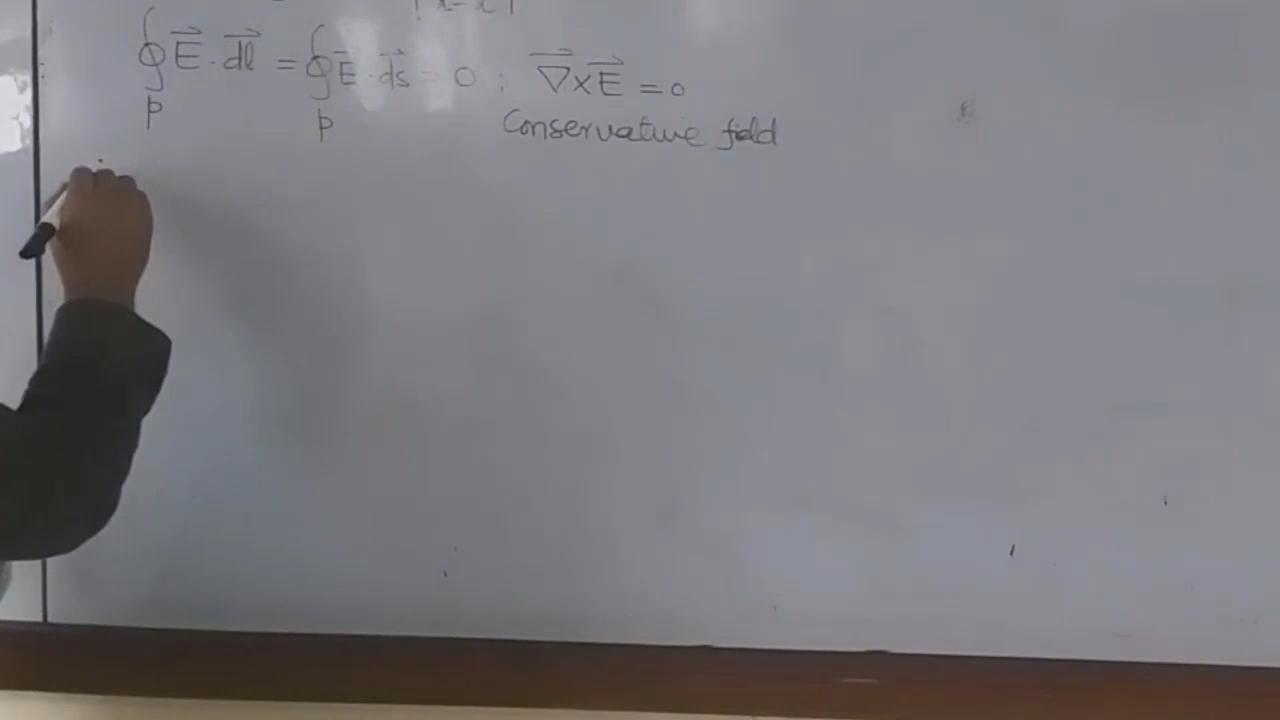 ∮ₚ E⃗ · dl⃗ = ∮ₚ E⃗ · ds⃗ = 0 ; ∇⃗ × E⃗ = 0
Conservative field